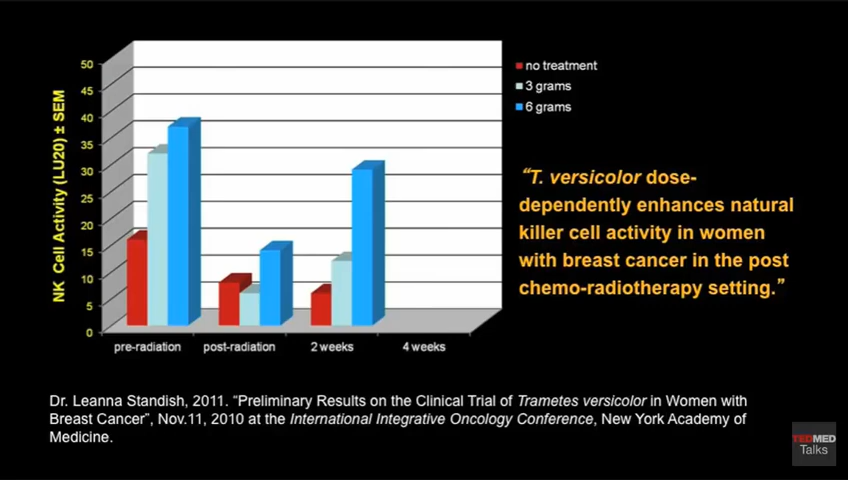 NK Cell Activity (LU20) ± SEM
50
45
40
35
30
25
20
15
10
5
0
pre-radiation
post-radiation
2 weeks
4 weeks
no treatment
3 grams
6 grams
“T. versicolor dose-
dependently enhances natural
killer cell activity in women
with breast cancer in the post
chemo-radiotherapy setting.”
Dr. Leanna Standish, 2011. “Preliminary Results on the Clinical Trial of Trametes versicolor in Women with
Breast Cancer”, Nov.11, 2010 at the International Integrative Oncology Conference, New York Academy of
Medicine.
TEDMED
Talks